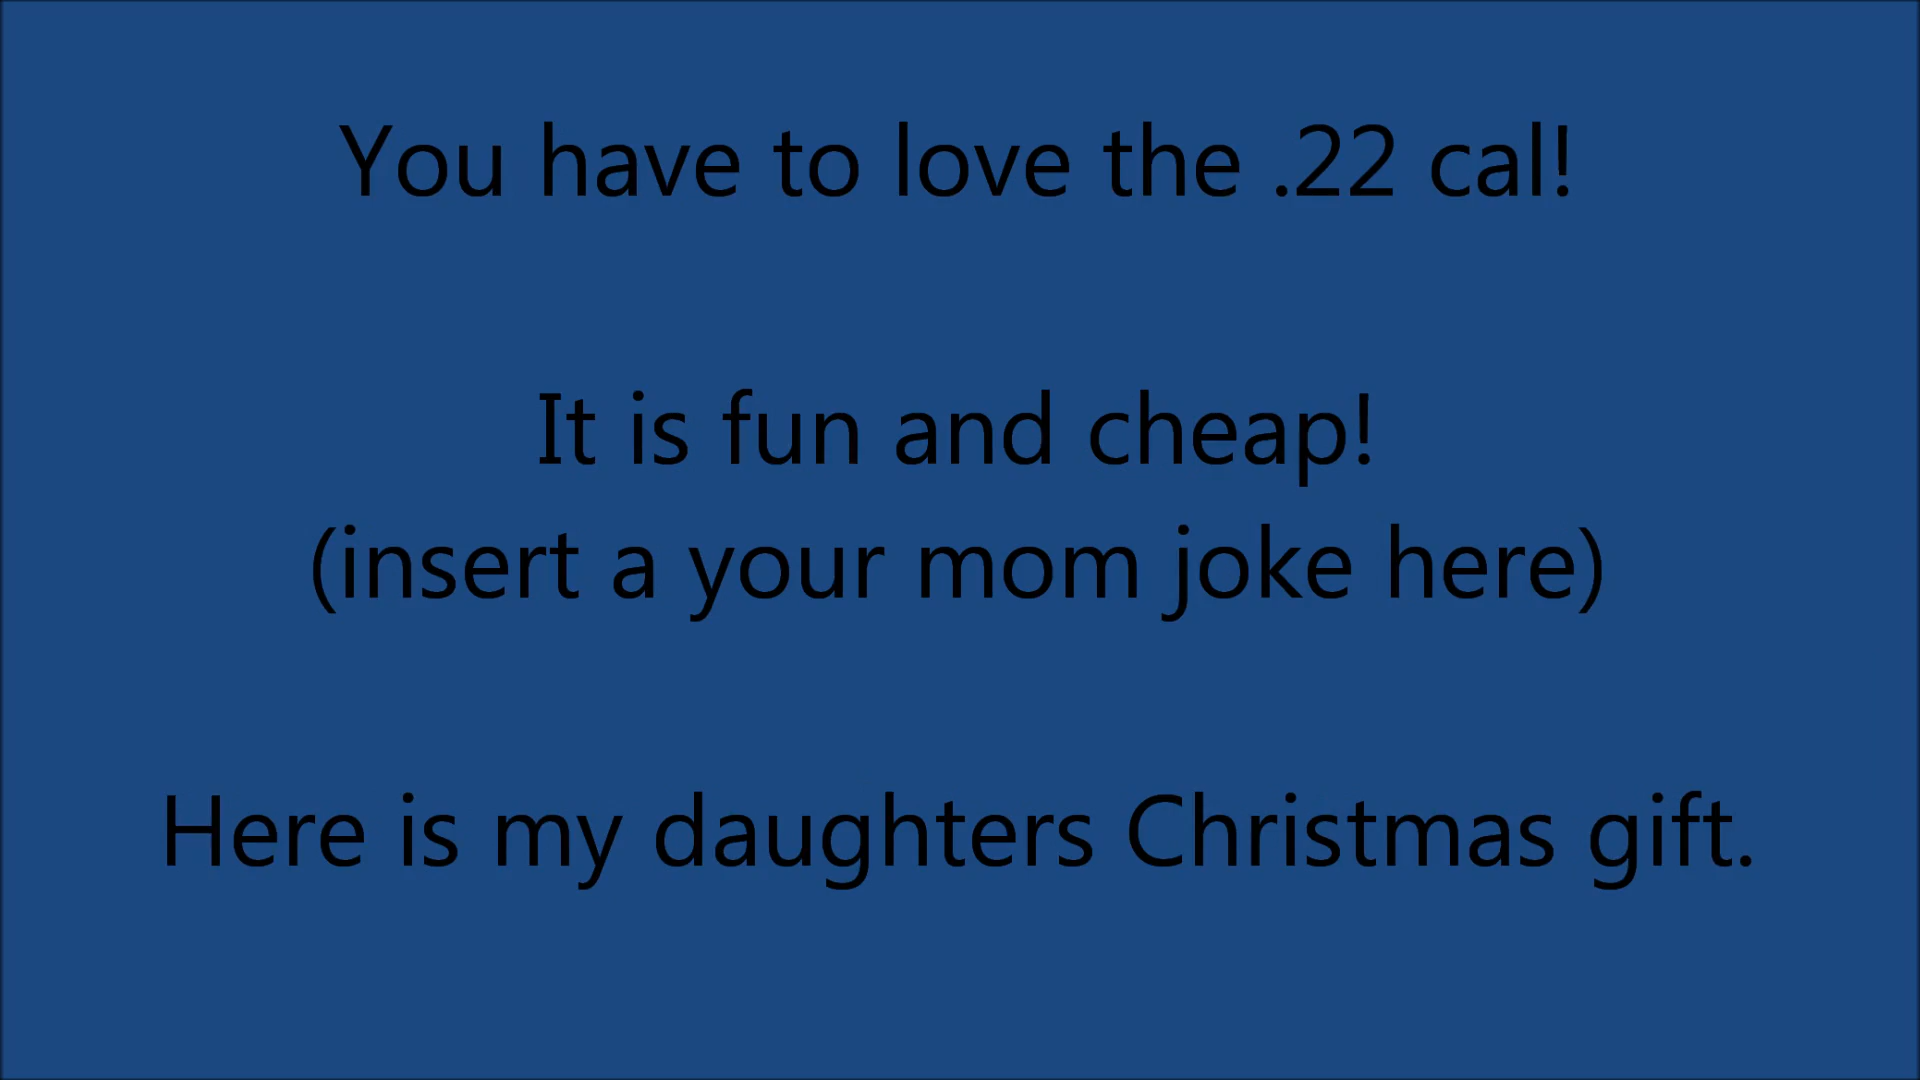 You have to love the .22 cal!
It is fun and cheap!
(insert a your mom joke here)
Here is my daughters Christmas gift.